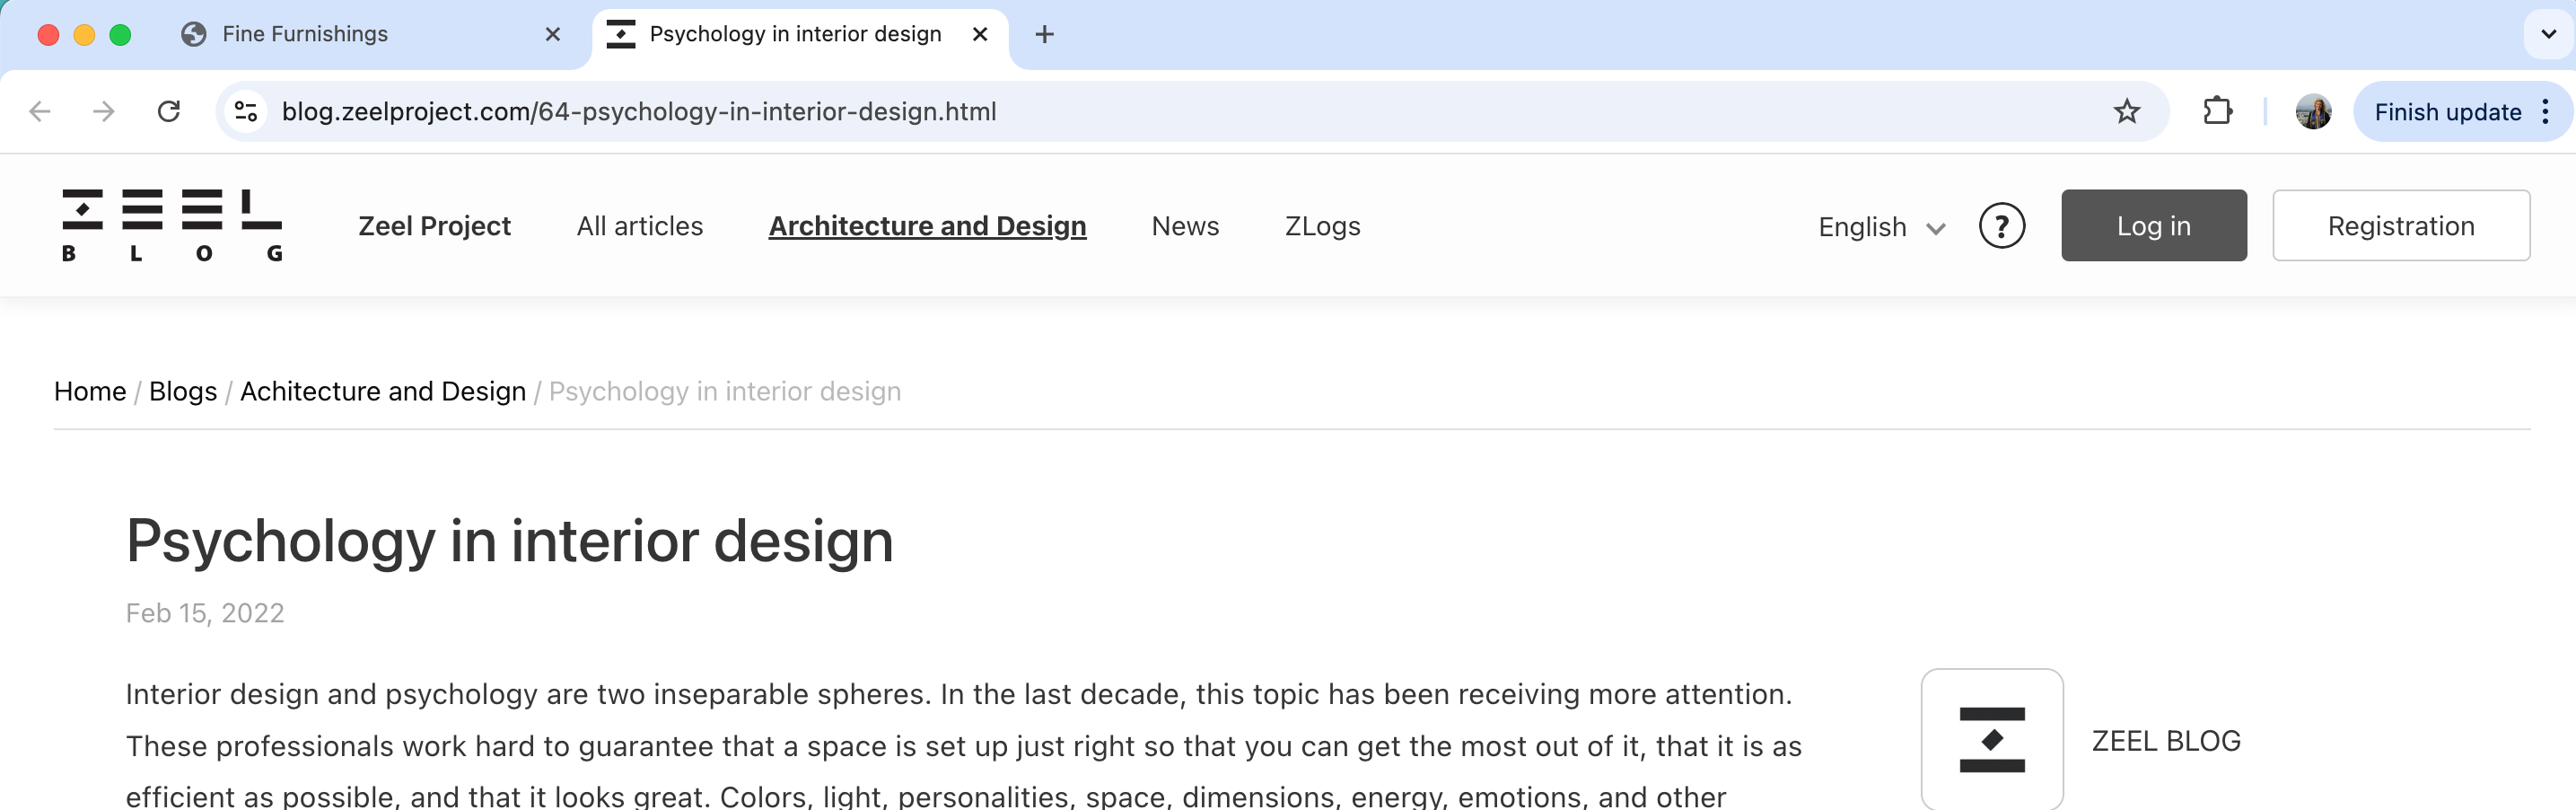 Fine Furnishings
Psychology in interior design
blog.zeelproject.com/64-psychology-in-interior-design.html
Finish update
ZEEL
BLOG
Zeel Project
All articles
Architecture and Design
News
ZLogs
English
?
Log in
Registration
Home / Blogs / Achitecture and Design / Psychology in interior design
Psychology in interior design
Feb 15, 2022
Interior design and psychology are two inseparable spheres. In the last decade, this topic has been receiving more attention.
These professionals work hard to guarantee that a space is set up just right so that you can get the most out of it, that it is as
efficient as possible, and that it looks great. Colors, light, personalities, space, dimensions, energy, emotions, and other
ZEEL BLOG